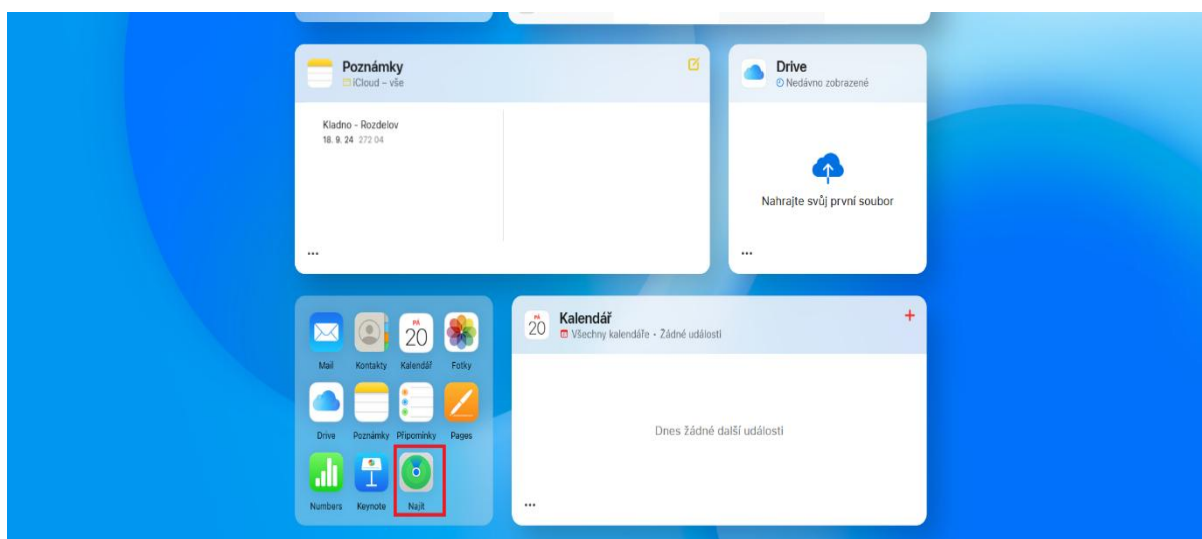 Poznámky
iCloud – vše
Kladno - Rozdelov
18. 9. 24 272 04
...
Drive
Nedávno zobrazené
Nahrajte svůj první soubor
...
PÁ
20
Mail Kontakty Kalendář Fotky
Drive Poznámky Připomínky Pages
Numbers Keynote Najít
PÁ
20
Kalendář
Všechny kalendáře • Žádné události
+
Dnes žádné další události
...